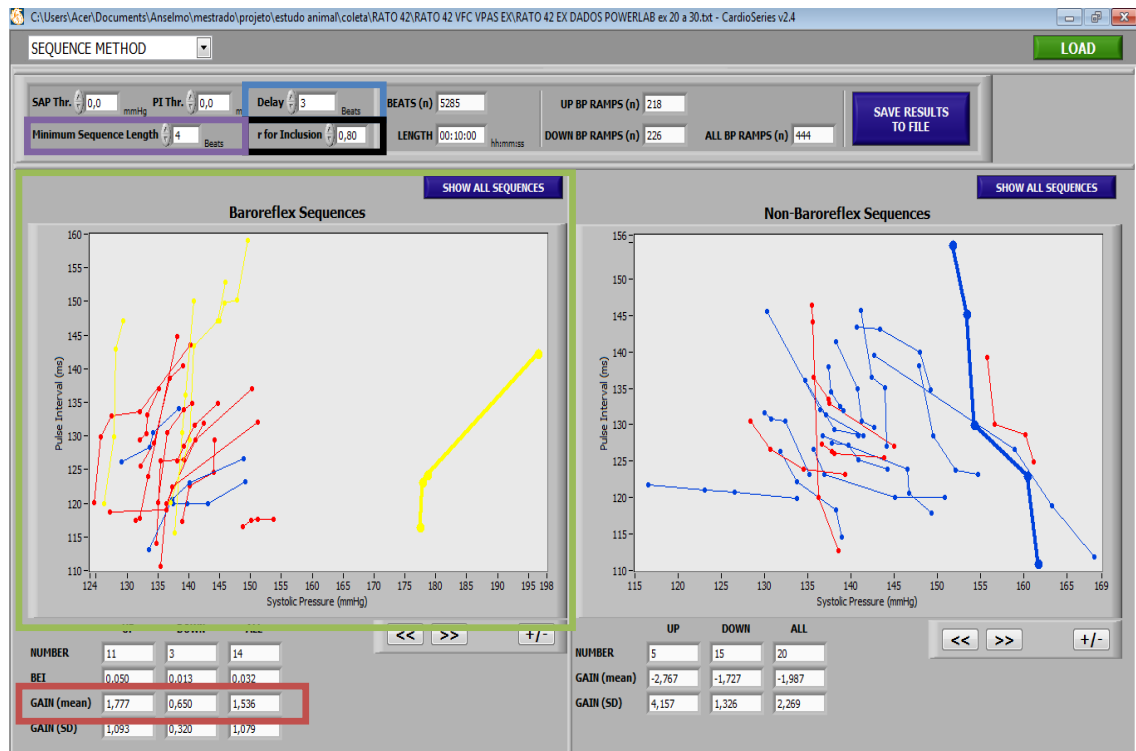 C:\Users\Acer\Documents\Anselmo\mestrado\projeto\estudo animal\coleta\RATO 42\RATO 42 VFC VPAS EX\RATO 42 EX DADOS POWERLAB ex 20 a 30.txt - CardioSeries v2.4
SEQUENCE METHOD
LOAD
SAP Thr. 0,0 mmHg PI Thr. 0,0 Delay 3 Beats BEATS (n) 5285 UP BP RAMPS (n) 218
Minimum Sequence Length 4 Beats r for Inclusion 0,80 LENGTH 00:10:00 hh:mm:ss DOWN BP RAMPS (n) 226 ALL BP RAMPS (n) 444
SAVE RESULTS
TO FILE
SHOW ALL SEQUENCES
Baroreflex Sequences
160
155
150
145
140
135
130
125
120
115
110
Pulse Interval (ms)
124 130 135 140 145 150 155 160 165 170 175 180 185 190 195 198
Systolic Pressure (mmHg)
<< >> +/-
UP DOWN ALL
NUMBER 11 3 14
BEI 0,050 0,013 0,032
GAIN (mean) 1,777 0,650 1,536
GAIN (SD) 1,093 0,320 1,079
SHOW ALL SEQUENCES
Non-Baroreflex Sequences
156
150
145
140
135
130
125
120
115
110
Pulse Interval (ms)
115 120 125 130 135 140 145 150 155 160 165 169
Systolic Pressure (mmHg)
<< >> +/-
UP DOWN ALL
NUMBER 5 15 20
GAIN (mean) -2,767 -1,727 -1,987
GAIN (SD) 4,157 1,326 2,269